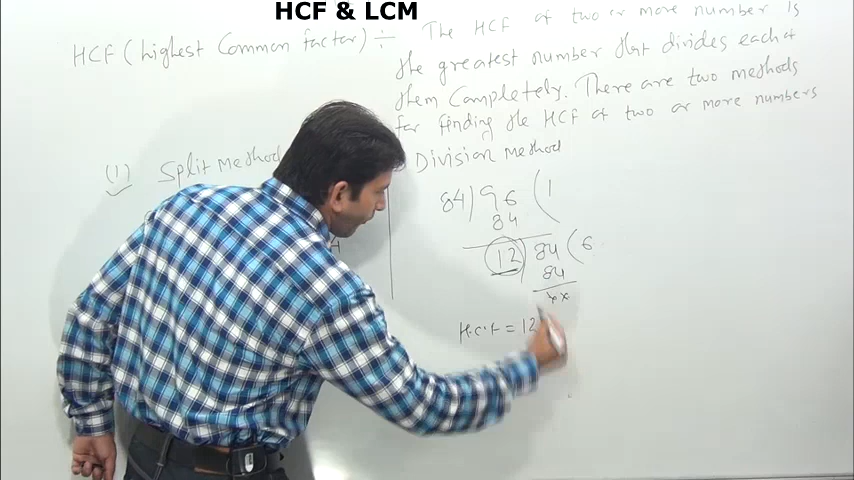 HCF & LCM
HCF (highest Common factor) ÷ The HCF of two or more number is
the greatest number that divides each of
them Completely. There are two methods
for finding the HCF of two or more numbers
(1) Split Method
Division Method
84) 96 (1
84
12) 84 (6
84
xx
H.C.F = 12